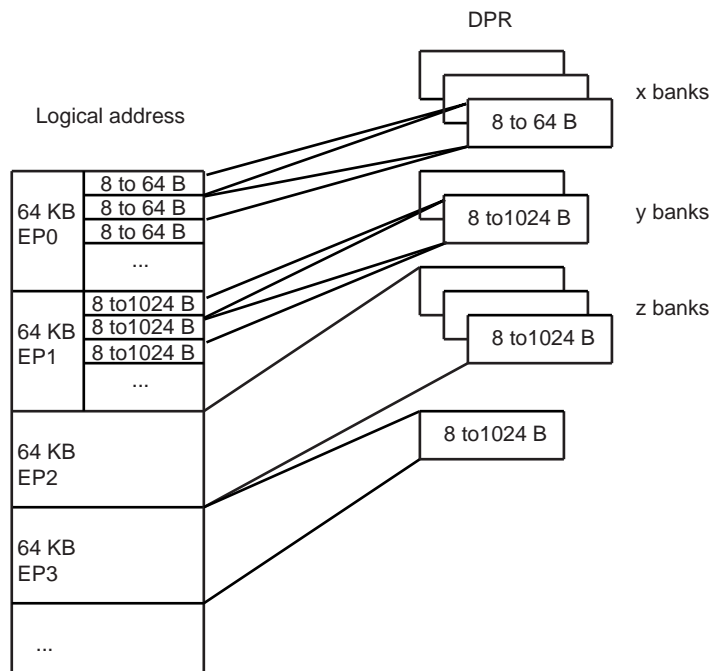 DPR
x banks
Logical address
8 to 64 B
64 KB
EP0
8 to 64 B
8 to 64 B
8 to 64 B
...
8 to1024 B
y banks
64 KB
EP1
8 to1024 B
8 to1024 B
8 to1024 B
...
z banks
8 to1024 B
64 KB
EP2
8 to1024 B
64 KB
EP3
...